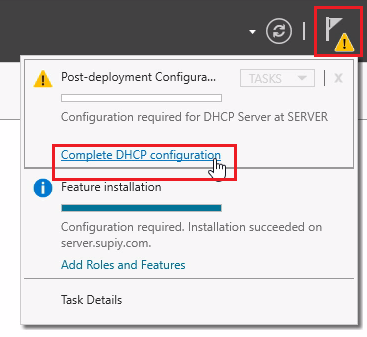 Post-deployment Configura...
TASKS
X
Configuration required for DHCP Server at SERVER
Complete DHCP configuration
Feature installation
Configuration required. Installation succeeded on
server.supiy.com.
Add Roles and Features
Task Details